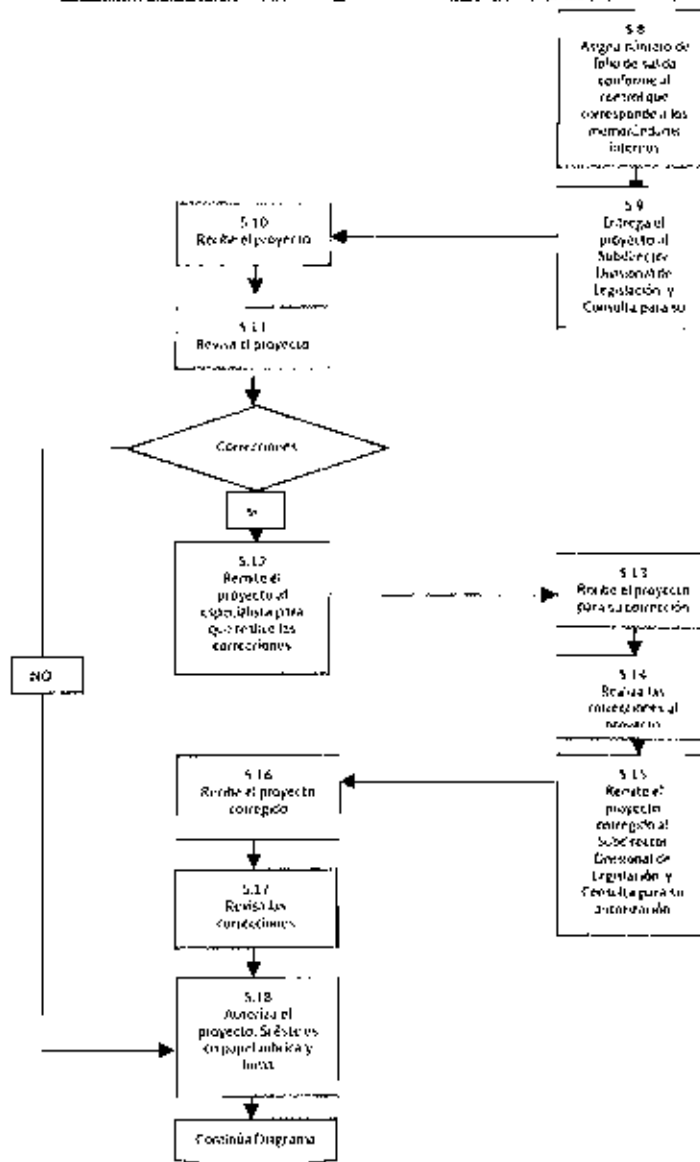 5.8
Asigna número de
folio de salida
conforme al
control que
corresponde a los
memorándums
internos
5.9
Entrega el
proyecto al
Subdirector
Divisional de
Legislación y
Consulta para su
5.10
Recibe el proyecto
5.11
Revisa el proyecto
Correcciones
SI
5.12
Remite el
proyecto al
especialista para
que realice las
correcciones
5.13
Recibe el proyecto
para su corrección
NO
5.14
Realiza las
correcciones al
proyecto
5.15
Remite el
proyecto
corregido al
Subdirector
Divisional de
Legislación y
Consulta para su
autorización
5.16
Recibe el proyecto
corregido
5.17
Revisa las
correcciones
5.18
Autoriza el
proyecto. Si éste es
en papel rubrica y
firma.
Continúa Diagrama